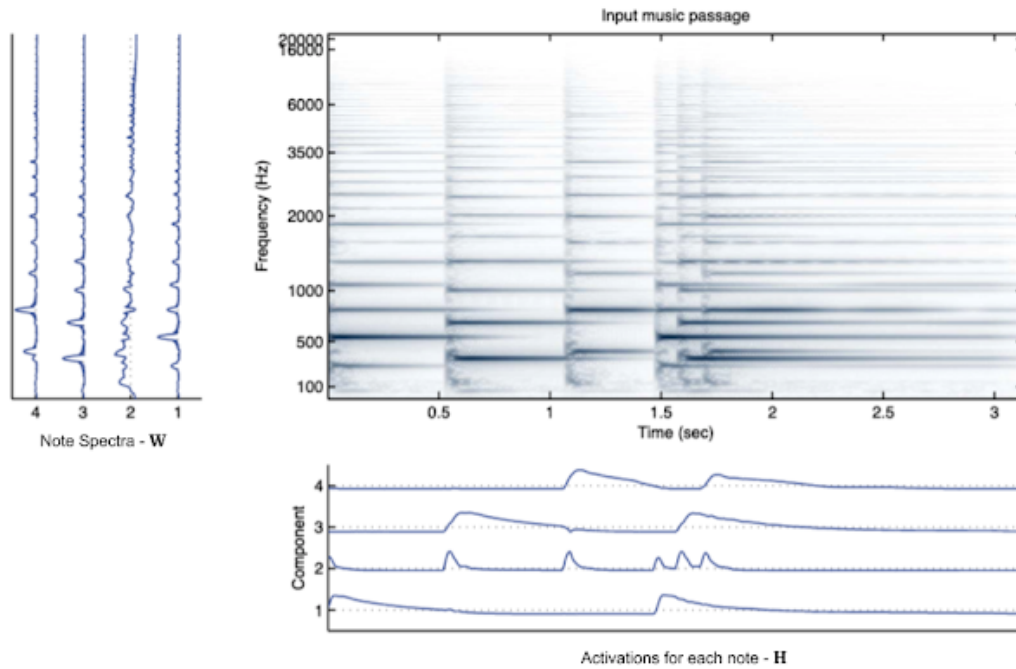 Input music passage
20000
16000
6000
3500
2000
1000
500
100
Frequency (Hz)
0.5 1 1.5 2 2.5 3
Time (sec)
4 3 2 1
Note Spectra - W
4
3
2
1
Component
Activations for each note - H